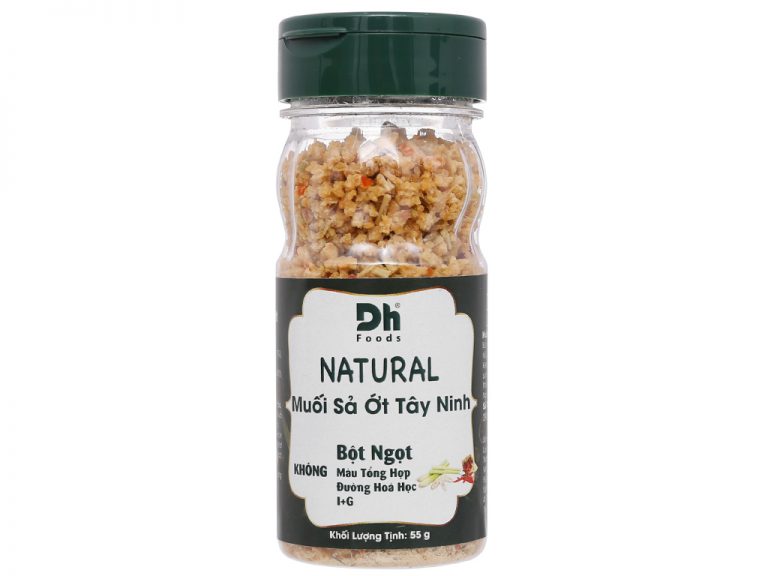 Dh®
Foods
NATURAL
Muối Sả Ớt Tây Ninh
KHÔNG
Bột Ngọt
Màu Tổng Hợp
Đường Hoá Học
I+G
Khối Lượng Tịnh: 55 g